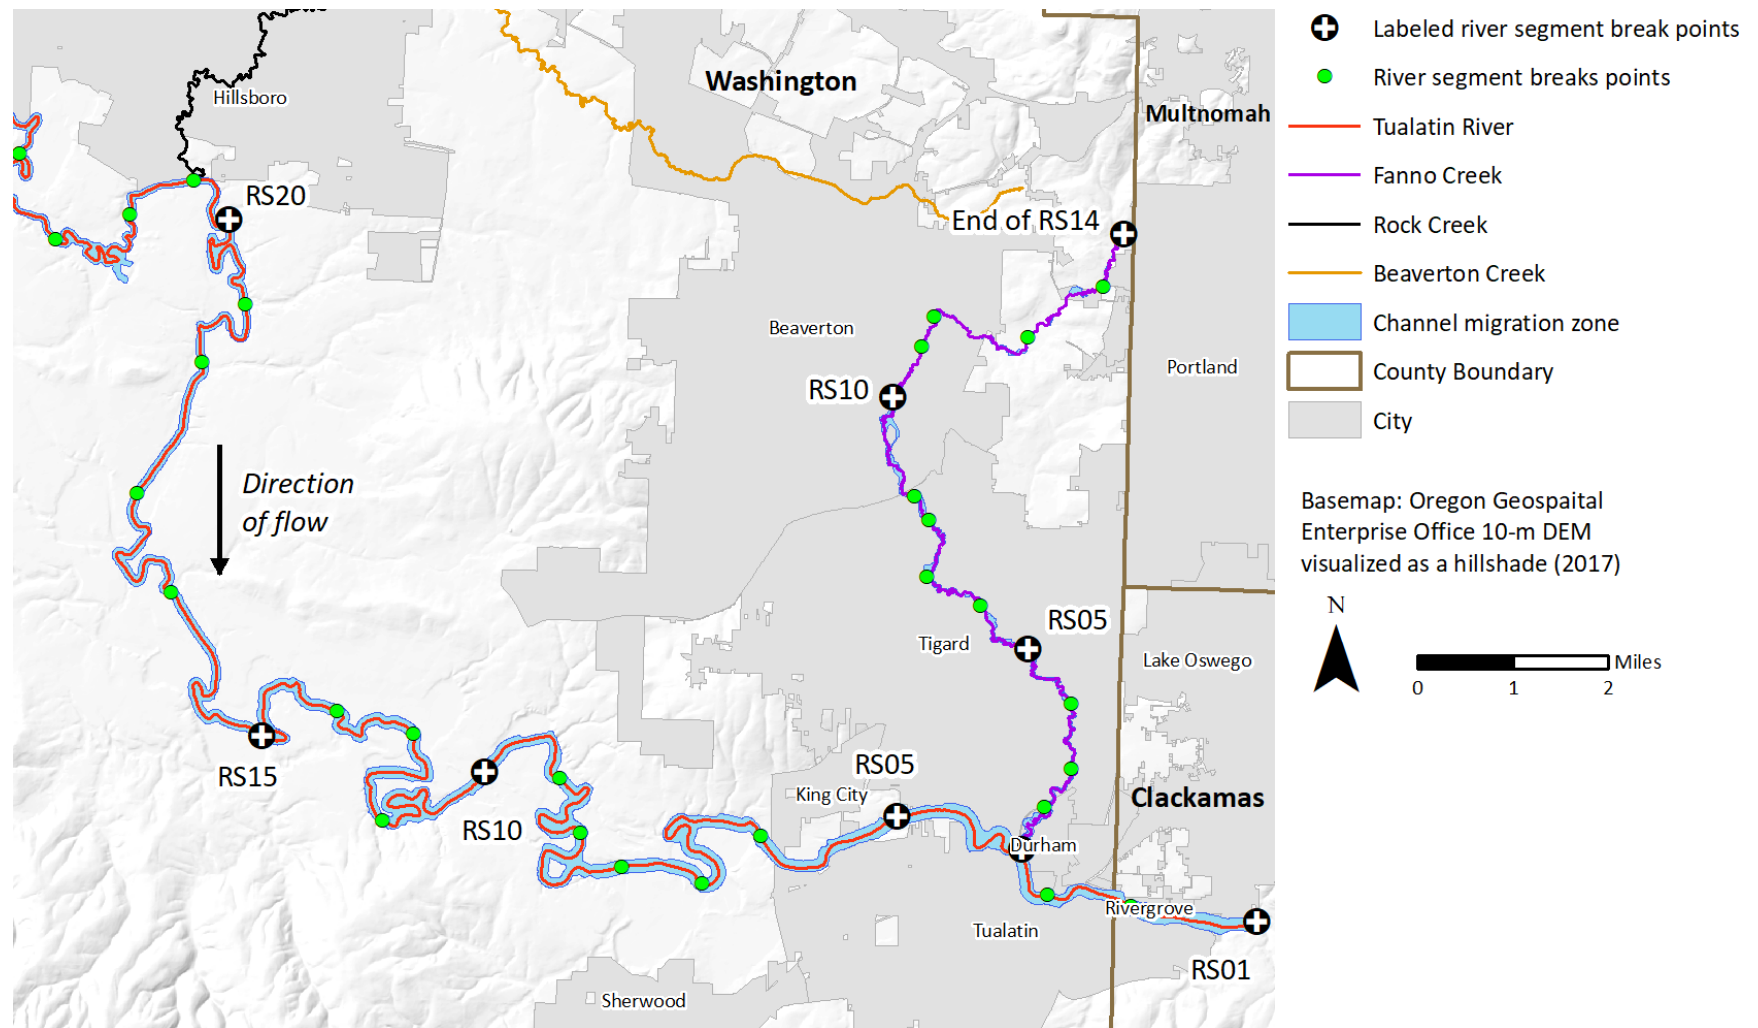 Hillsboro
Washington
Multnomah
RS20
End of RS14
Beaverton
Portland
RS10
Direction
of flow
RS05
Tigard
Lake Oswego
RS15
RS05
King City
Clackamas
RS10
Durham
Rivergrove
Tualatin
RS01
Sherwood
Labeled river segment break points
River segment breaks points
Tualatin River
Fanno Creek
Rock Creek
Beaverton Creek
Channel migration zone
County Boundary
City
Basemap: Oregon Geospaital
Enterprise Office 10-m DEM
visualized as a hillshade (2017)
N
Miles
0 1 2